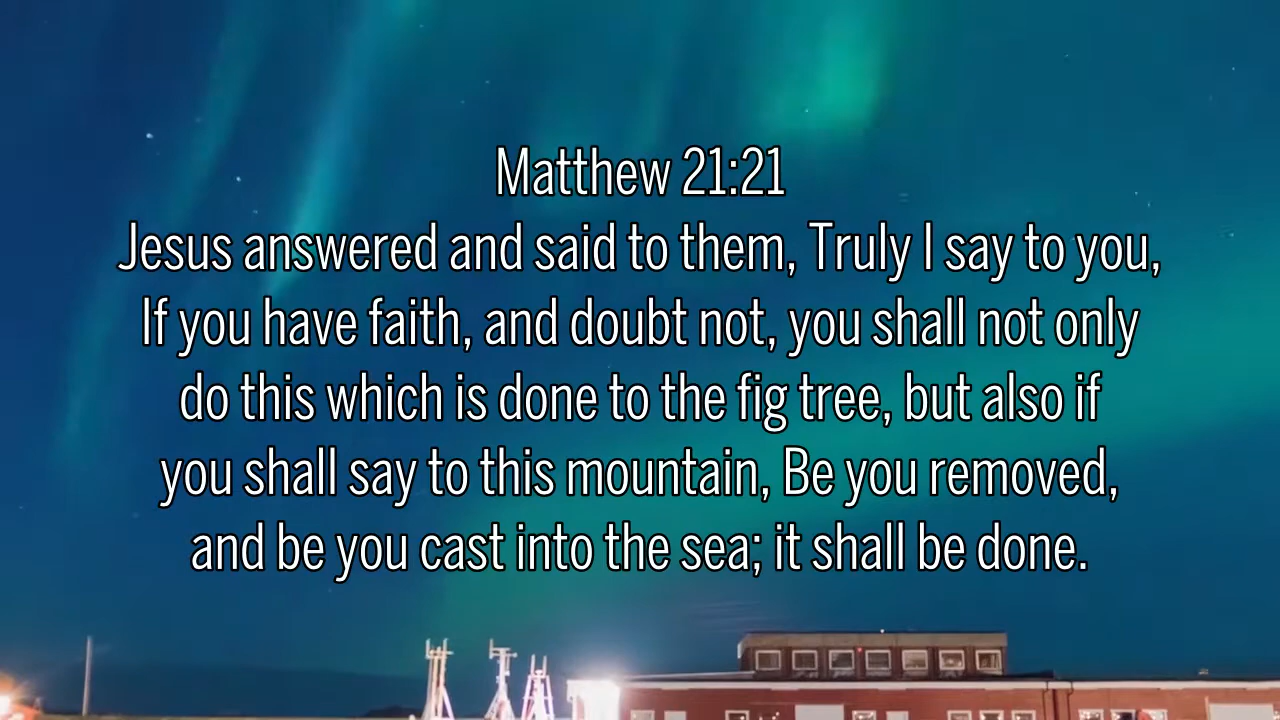 Matthew 21:21
Jesus answered and said to them, Truly I say to you,
If you have faith, and doubt not, you shall not only
do this which is done to the fig tree, but also if
you shall say to this mountain, Be you removed,
and be you cast into the sea; it shall be done.